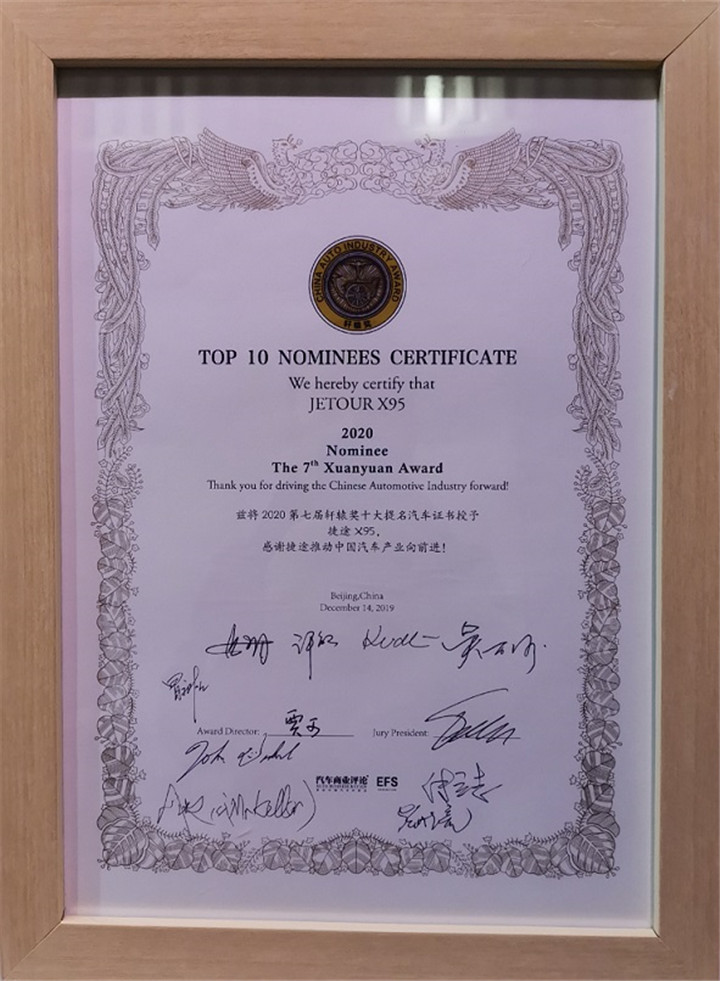 CHINA AUTO INDUSTRY AWARD
轩辕奖
TOP 10 NOMINEES CERTIFICATE
We hereby certify that
JETOUR X95
2020
Nominee
The 7th Xuanyuan Award
Thank you for driving the Chinese Automotive Industry forward!
兹将 2020 第七届轩辕奖十大提名汽车证书授予
捷途 X95,
感谢捷途推动中国汽车产业向前进!
Beijing,China
December 14, 2019
Award Director:
Jury President:
汽车商业评论
EFS